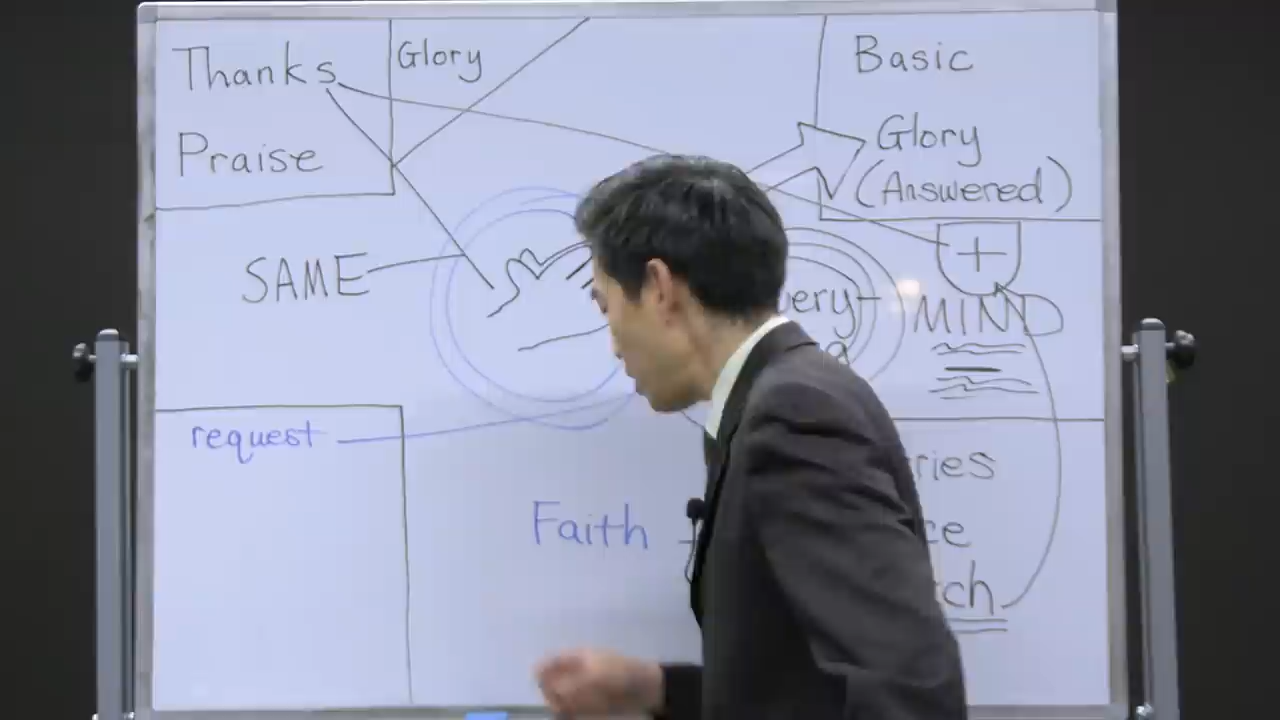 Thanks
Praise
Glory
Basic
Glory
(Answered)
SAME
MIND
request
Faith